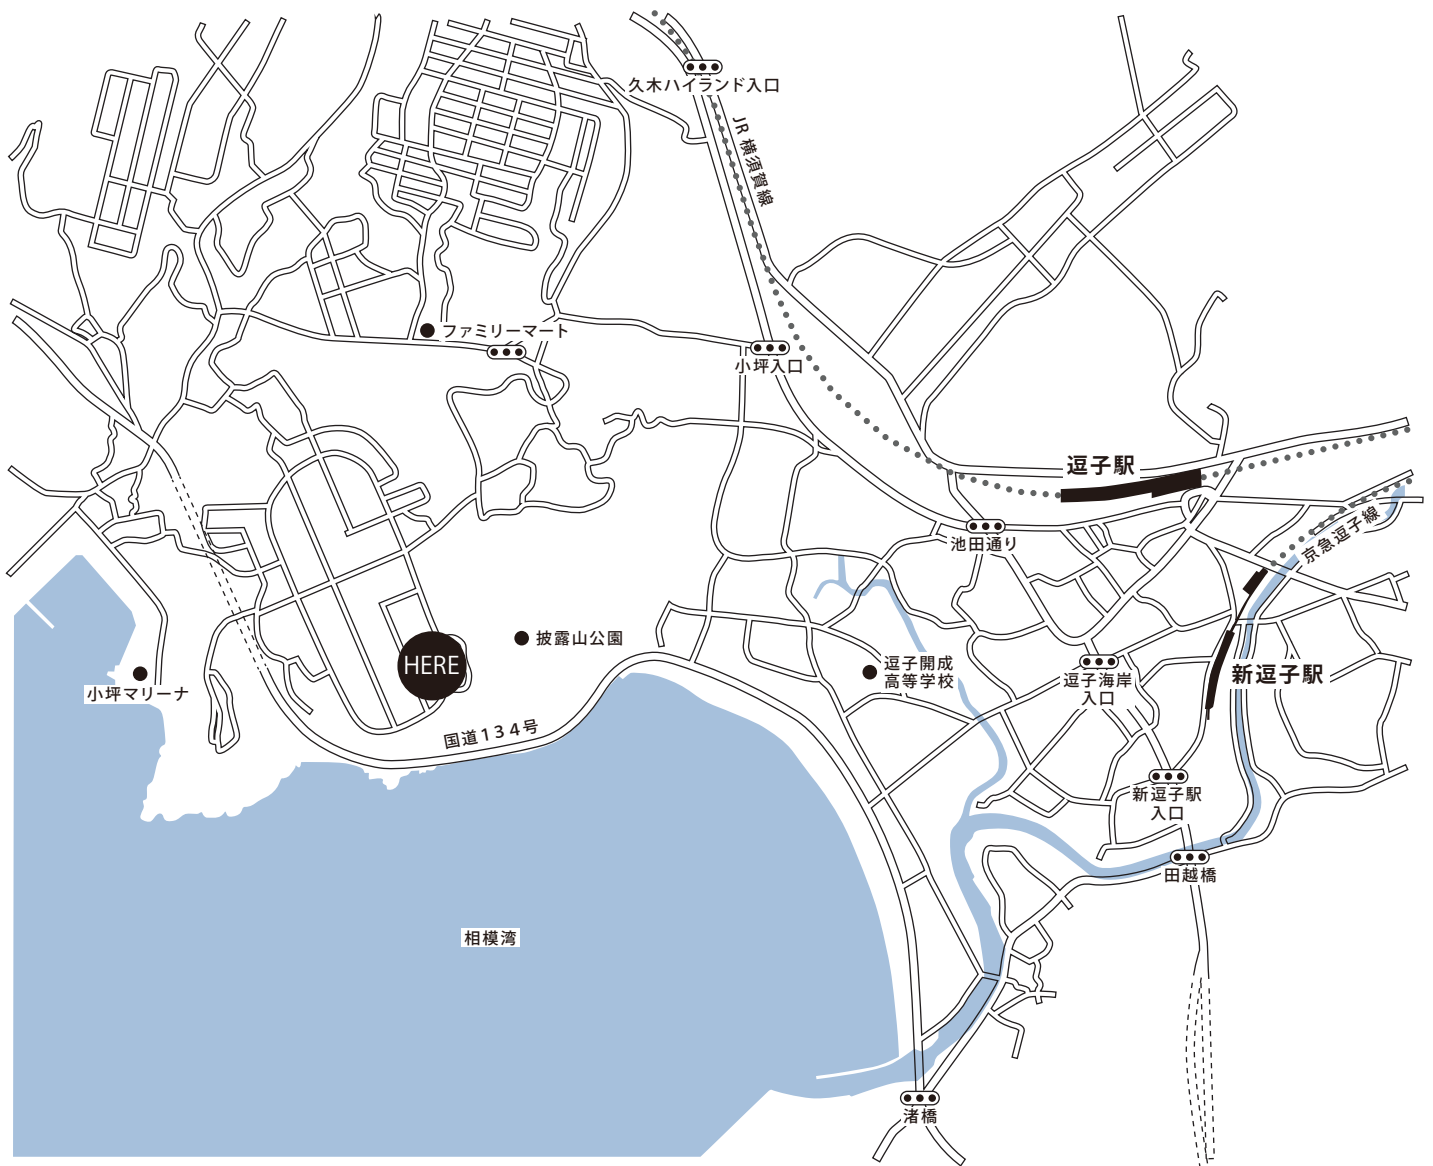 久木ハイランド入口
JR 横須賀線
ファミリーマート
小坪入口
逗子駅
池田通り
京急逗子線
披露山公園
HERE
逗子開成
高等学校
逗子海岸
入口
新逗子駅
小坪マリーナ
国道134号
新逗子駅
入口
田越橋
相模湾
渚橋